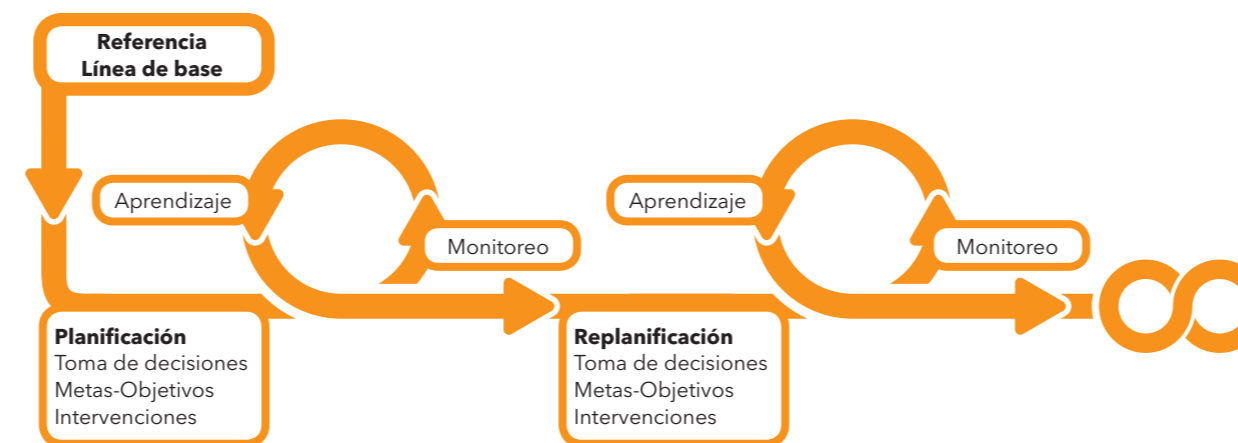 Referencia
Línea de base
Aprendizaje
Monitoreo
Planificación
Toma de decisiones
Metas-Objetivos
Intervenciones
Aprendizaje
Monitoreo
Replanificación
Toma de decisiones
Metas-Objetivos
Intervenciones